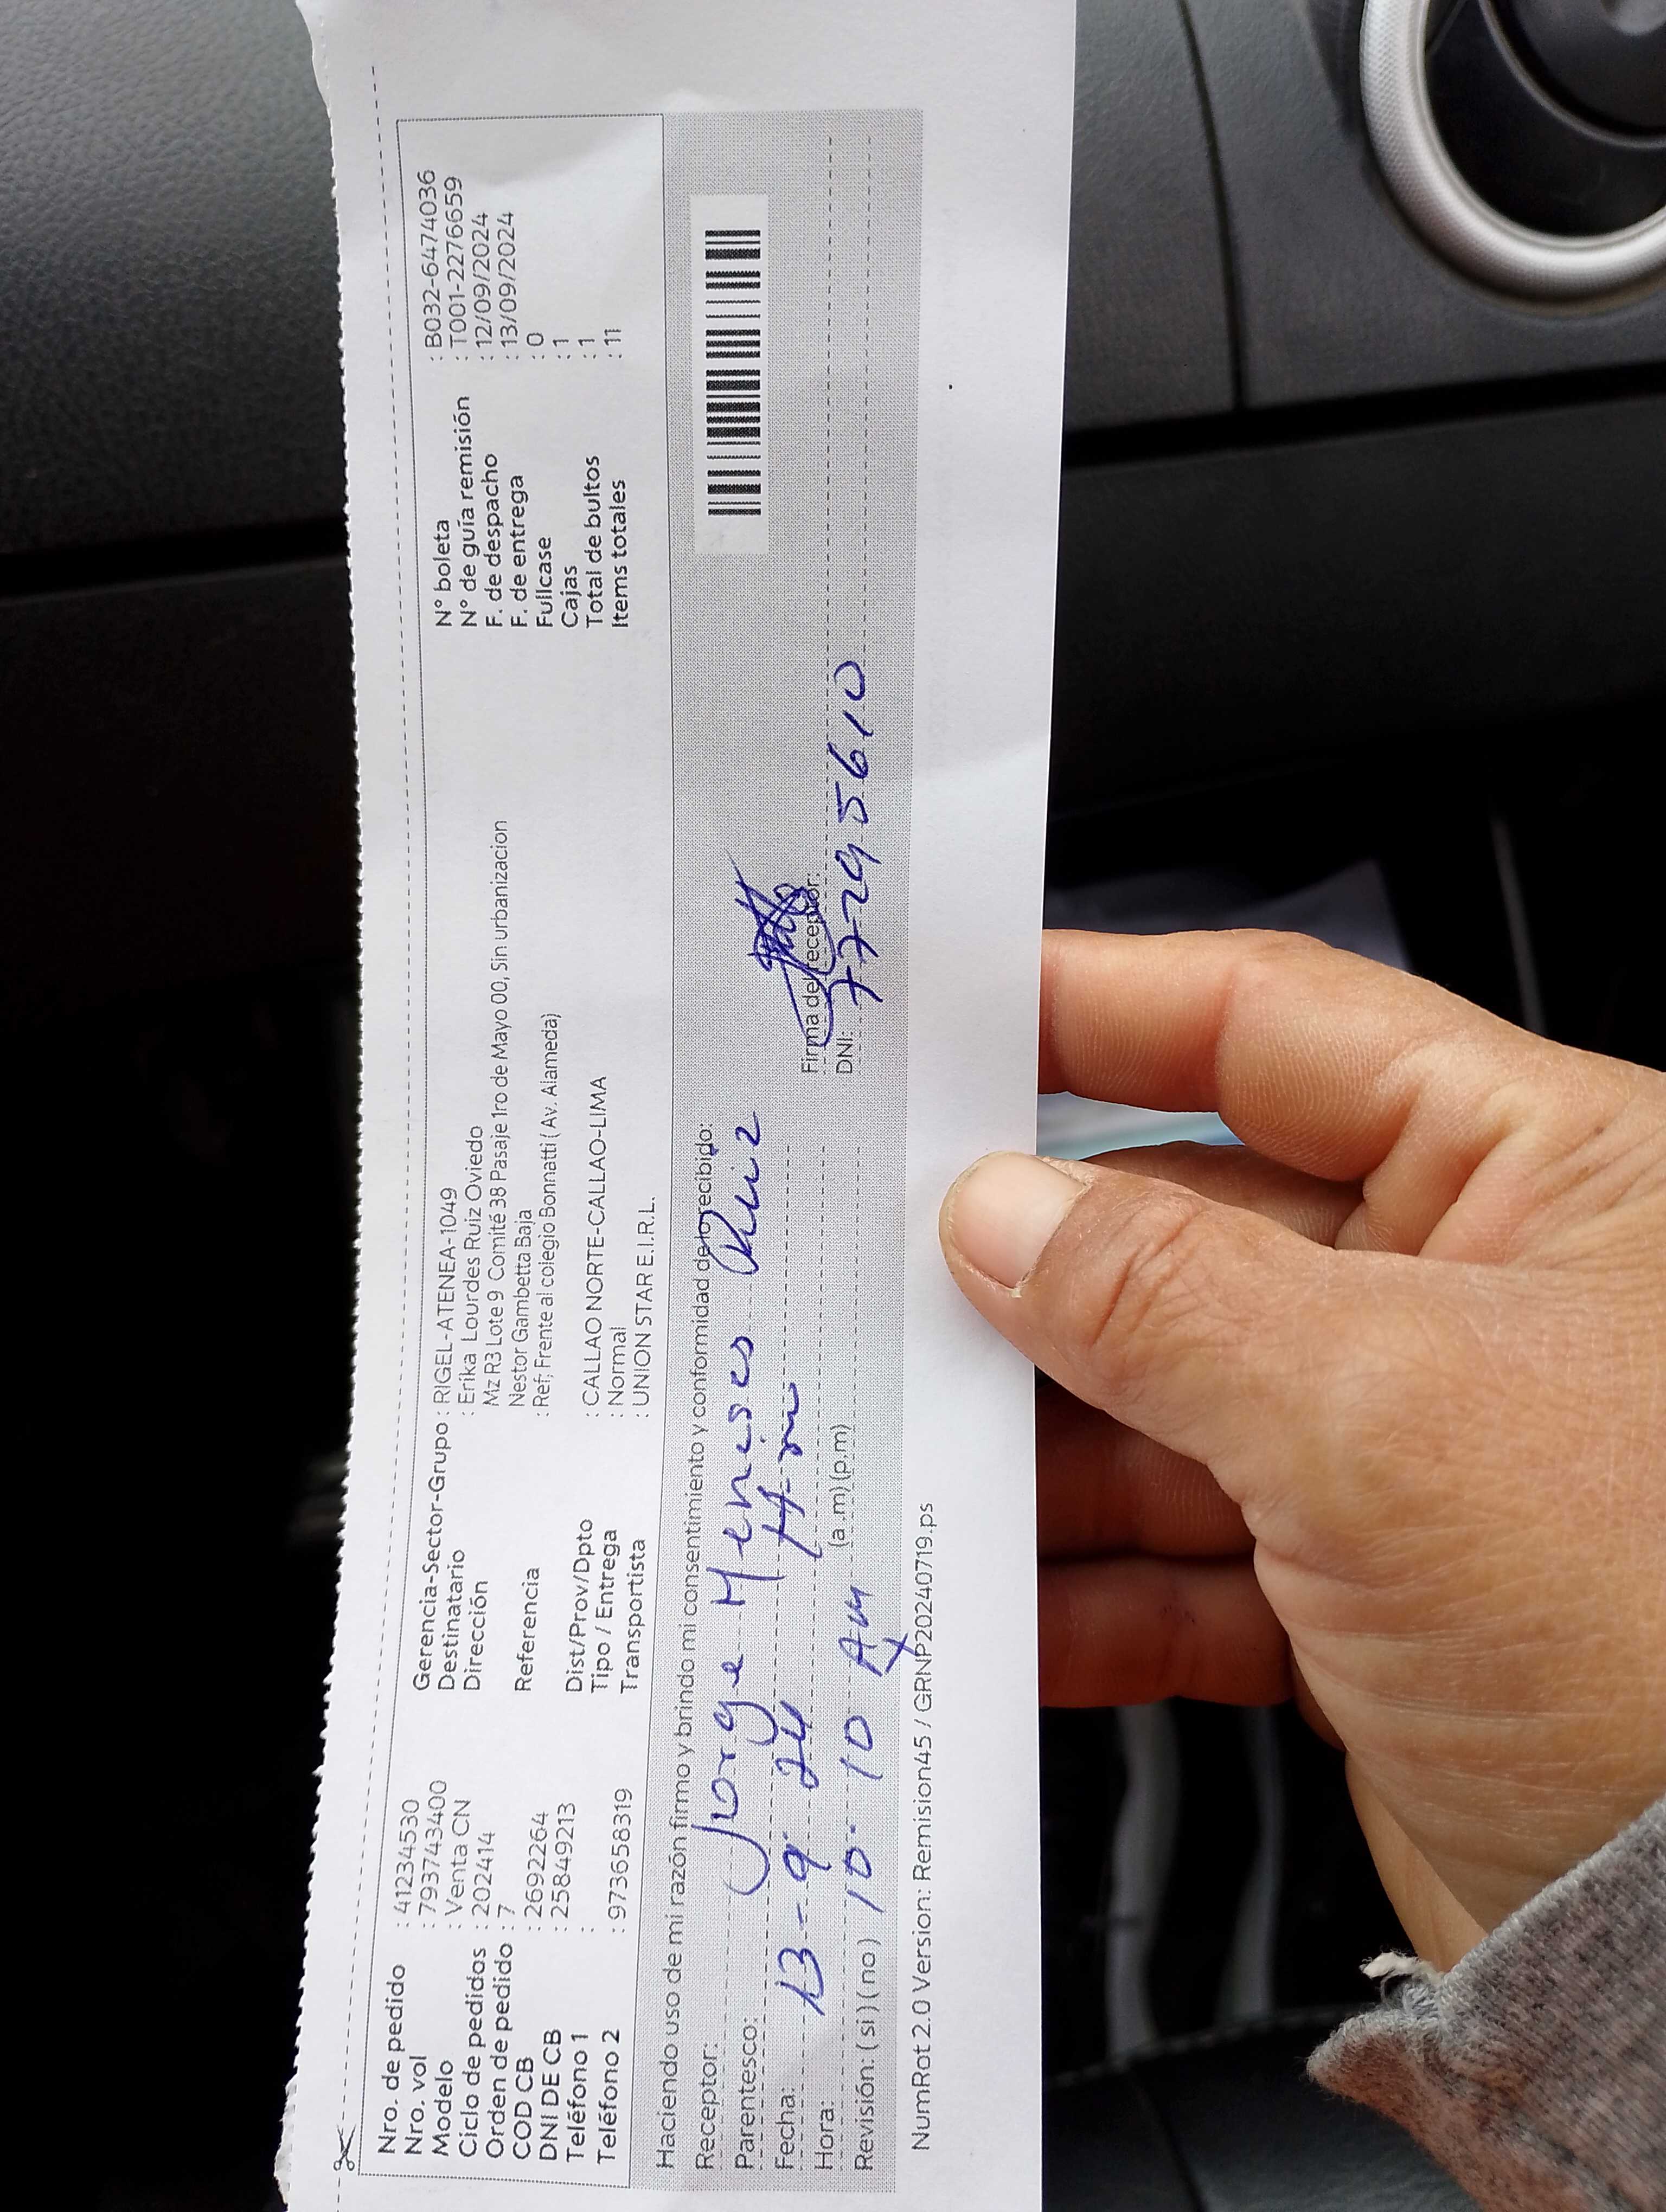 Nro. de pedido : 41234530
Nro. vol : 793743400
Modelo : Venta CN
Ciclo de pedidos : 202414
Orden de pedido : 7
COD CB : 2692264
DNI DE CB : 25849213
Teléfono 1 :
Teléfono 2 : 973658319
Gerencia-Sector-Grupo : RIGEL-ATENEA-1049
Destinatario : Erika Lourdes Ruiz Oviedo
Dirección Mz R3 Lote 9 Comité 38 Pasaje 1ro de Mayo 00, Sin urbanizacion
Nestor Gambetta Baja
Referencia : Ref; Frente al colegio Bonnatti ( Av. Alameda)
Dist/Prov/Dpto : CALLAO NORTE-CALLAO-LIMA
Tipo / Entrega : Normal
Transportista : UNION STAR E.I.R.L.
N° boleta : B032-6474036
N° de guía remisión : T001-2276659
F. de despacho : 12/09/2024
F. de entrega : 13/09/2024
Fullcase : 0
Cajas : 1
Total de bultos : 1
Items totales : 11
Haciendo uso de mi razón firmo y brindo mi consentimiento y conformidad de lo recibido:
Receptor: Jorge Meneses Ruiz
Parentesco:
Fecha: 13-9-24
Hora: 10-10 AM (a.m) (p.m)
Revisión: ( si ) ( no )
Firma del receptor:
DNI: 77295610
NumRot 2.0 Version: Remision45 / GRNP20240719.ps